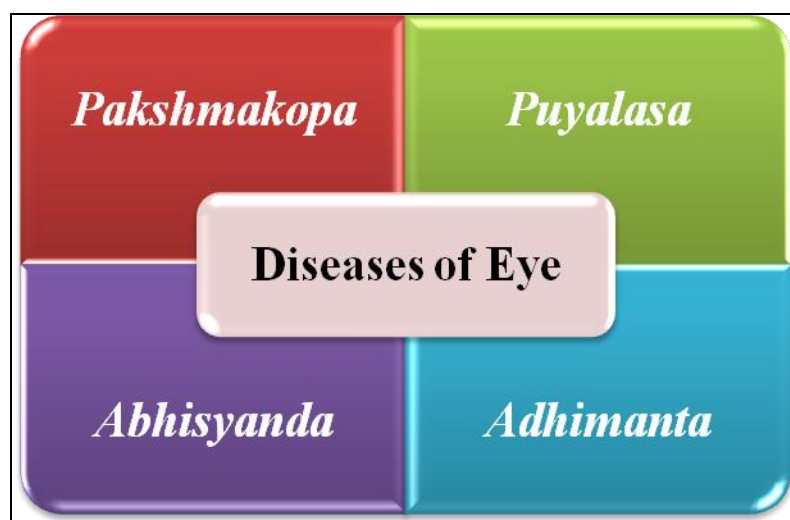 Pakshmakopa
Puyalasa
Diseases of Eye
Abhisyanda
Adhimanta